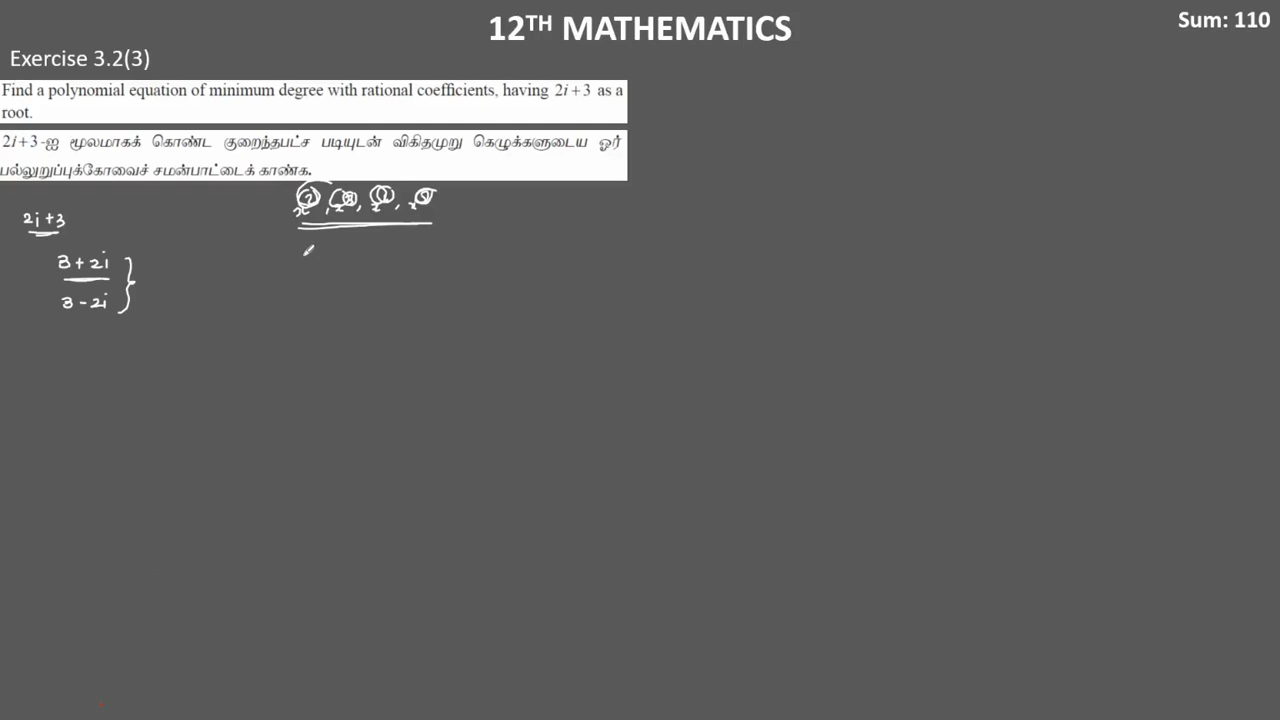 12TH MATHEMATICS
Sum: 110
Exercise 3.2(3)
Find a polynomial equation of minimum degree with rational coefficients, having 2i+3 as a
root.
2i+3-ஐ மூலமாகக் கொண்ட குறைந்தபட்ச படியுடன் விகிதமுறு கெழுக்களுடைய ஓர்
பல்லுறுப்புக்கோவைச் சமன்பாட்டைக் காண்க.
2i+3
3+2i
3-2i